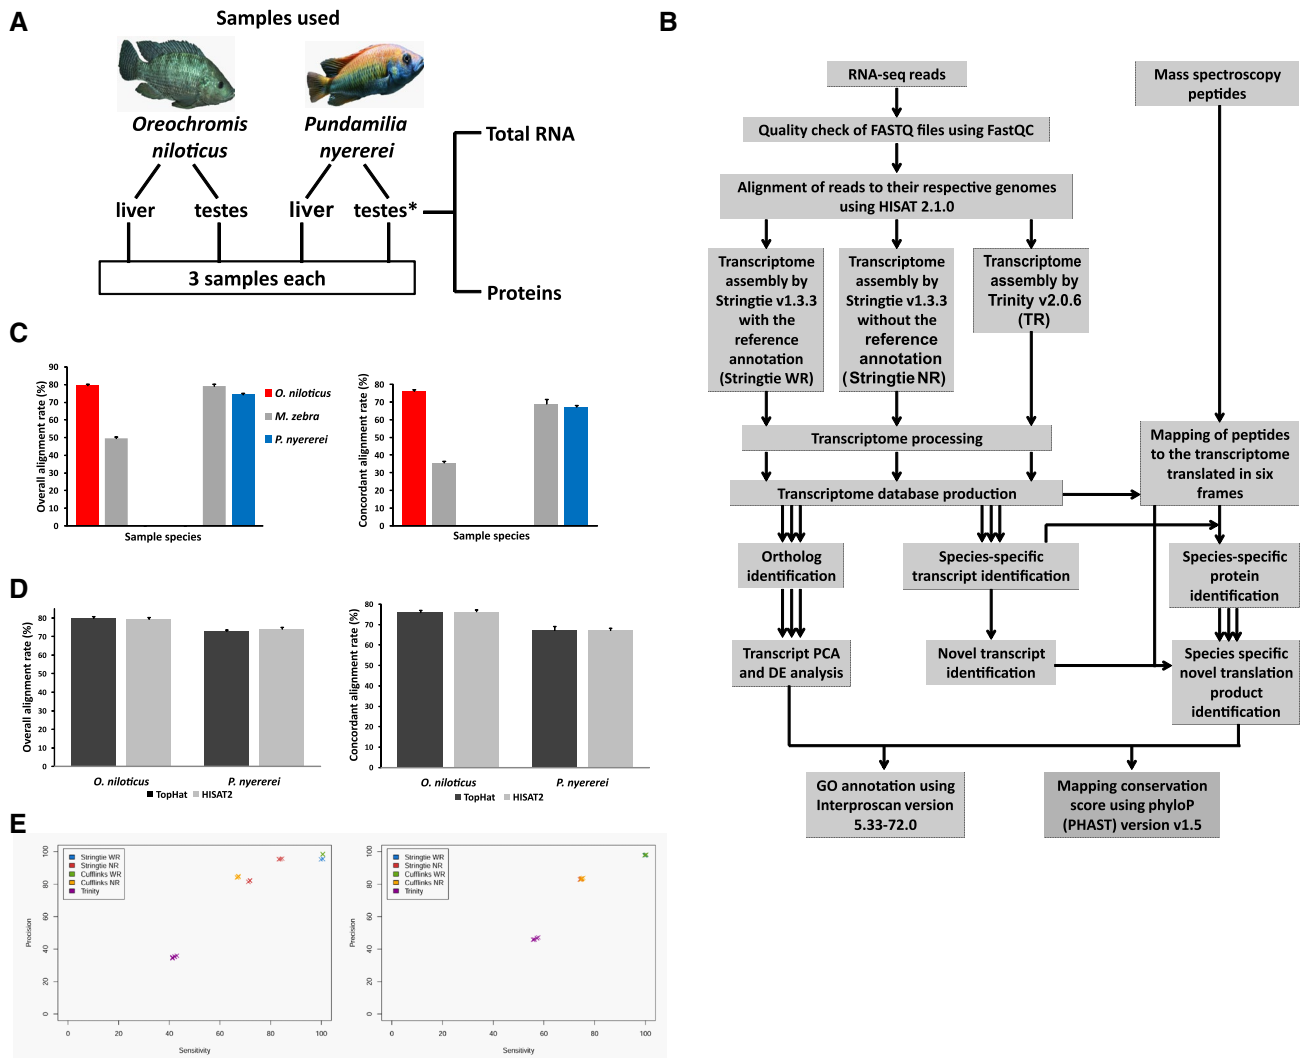 A
Samples used
Oreochromis
niloticus
Pundamilia
nyererei
liver
testes
liver
testes*
3 samples each
Total RNA
Proteins
B
RNA-seq reads
Mass spectroscopy
peptides
Quality check of FASTQ files using FastQC
Alignment of reads to their respective genomes
using HISAT 2.1.0
Transcriptome
assembly by
Stringtie v1.3.3
with the
reference
annotation
(Stringtie WR)
Transcriptome
assembly by
Stringtie v1.3.3
without the
reference
annotation
(Stringtie NR)
Transcriptome
assembly by
Trinity v2.0.6
(TR)
Transcriptome processing
Mapping of peptides
to the transcriptome
translated in six
frames
Transcriptome database production
Ortholog
identification
Species-specific
transcript identification
Species-specific
protein
identification
Transcript PCA
and DE analysis
Novel transcript
identification
Species specific
novel translation
product
identification
GO annotation using
Interproscan version
5.33-72.0
Mapping conservation
score using phyloP
(PHAST) version v1.5
C
Overall alignment rate (%)
90
80
70
60
50
40
30
20
10
0
Sample species
O. niloticus
M. zebra
P. nyererei
Concordant alignment rate (%)
80
70
60
50
40
30
20
10
0
Sample species
D
Overall alignment rate (%)
80
70
60
50
40
30
20
10
0
O. niloticus
P. nyererei
TopHat
HISAT2
Concordant alignment rate (%)
80
70
60
50
40
30
20
10
0
O. niloticus
P. nyererei
TopHat
HISAT2
E
Precision
100
80
60
40
20
0
Stringtie WR
Stringtie NR
Cufflinks WR
Cufflinks NR
Trinity
0
20
40
60
80
100
Sensitivity
Precision
100
80
60
40
20
0
Stringtie WR
Stringtie NR
Cufflinks WR
Cufflinks NR
Trinity
0
20
40
60
80
100
Sensitivity